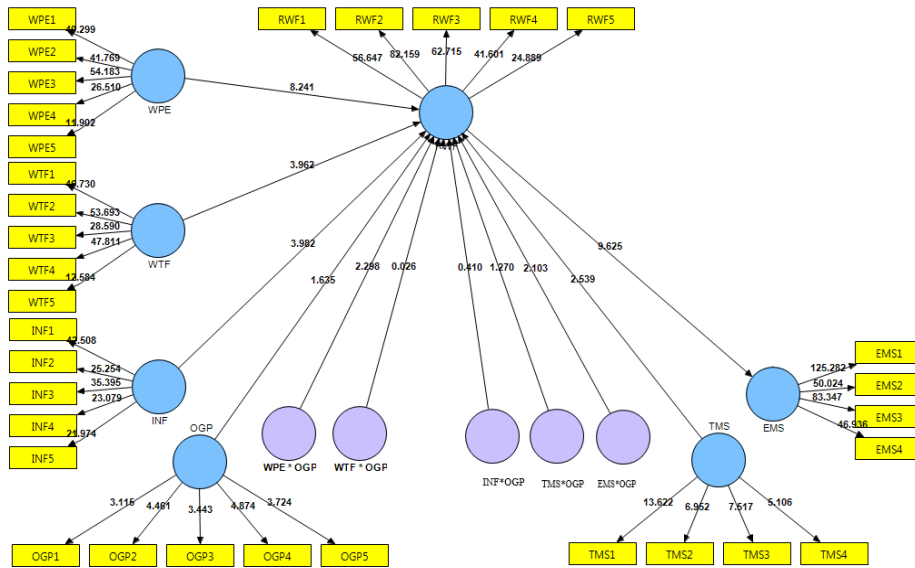 WPE1
WPE2
WPE3
WPE4
WPE5
49.299
41.769
54.183
26.510
11.902
WPE
RWF1 RWF2 RWF3 RWF4 RWF5
56.647 82.159 62.715 41.601 24.889
8.241
WTF1
WTF2
WTF3
WTF4
WTF5
53.693
28.590
47.811
12.584
WTF
3.962
INF1
INF2
INF3
INF4
INF5
25.254
35.395
23.079
21.974
INF
3.982
1.635
2.298
0.026
0.410
1.270
2.103
2.539
9.625
EMS1
EMS2
EMS3
EMS4
125.282
50.024
83.347
46.936
EMS
OGP
WPE * OGP
WTF * OGP
INF*OGP
TMS*OGP
EMS*OGP
TMS
3.115 4.461 3.443 4.874 3.724
13.622 6.952 7.517 5.106
OGP1 OGP2 OGP3 OGP4 OGP5
TMS1 TMS2 TMS3 TMS4